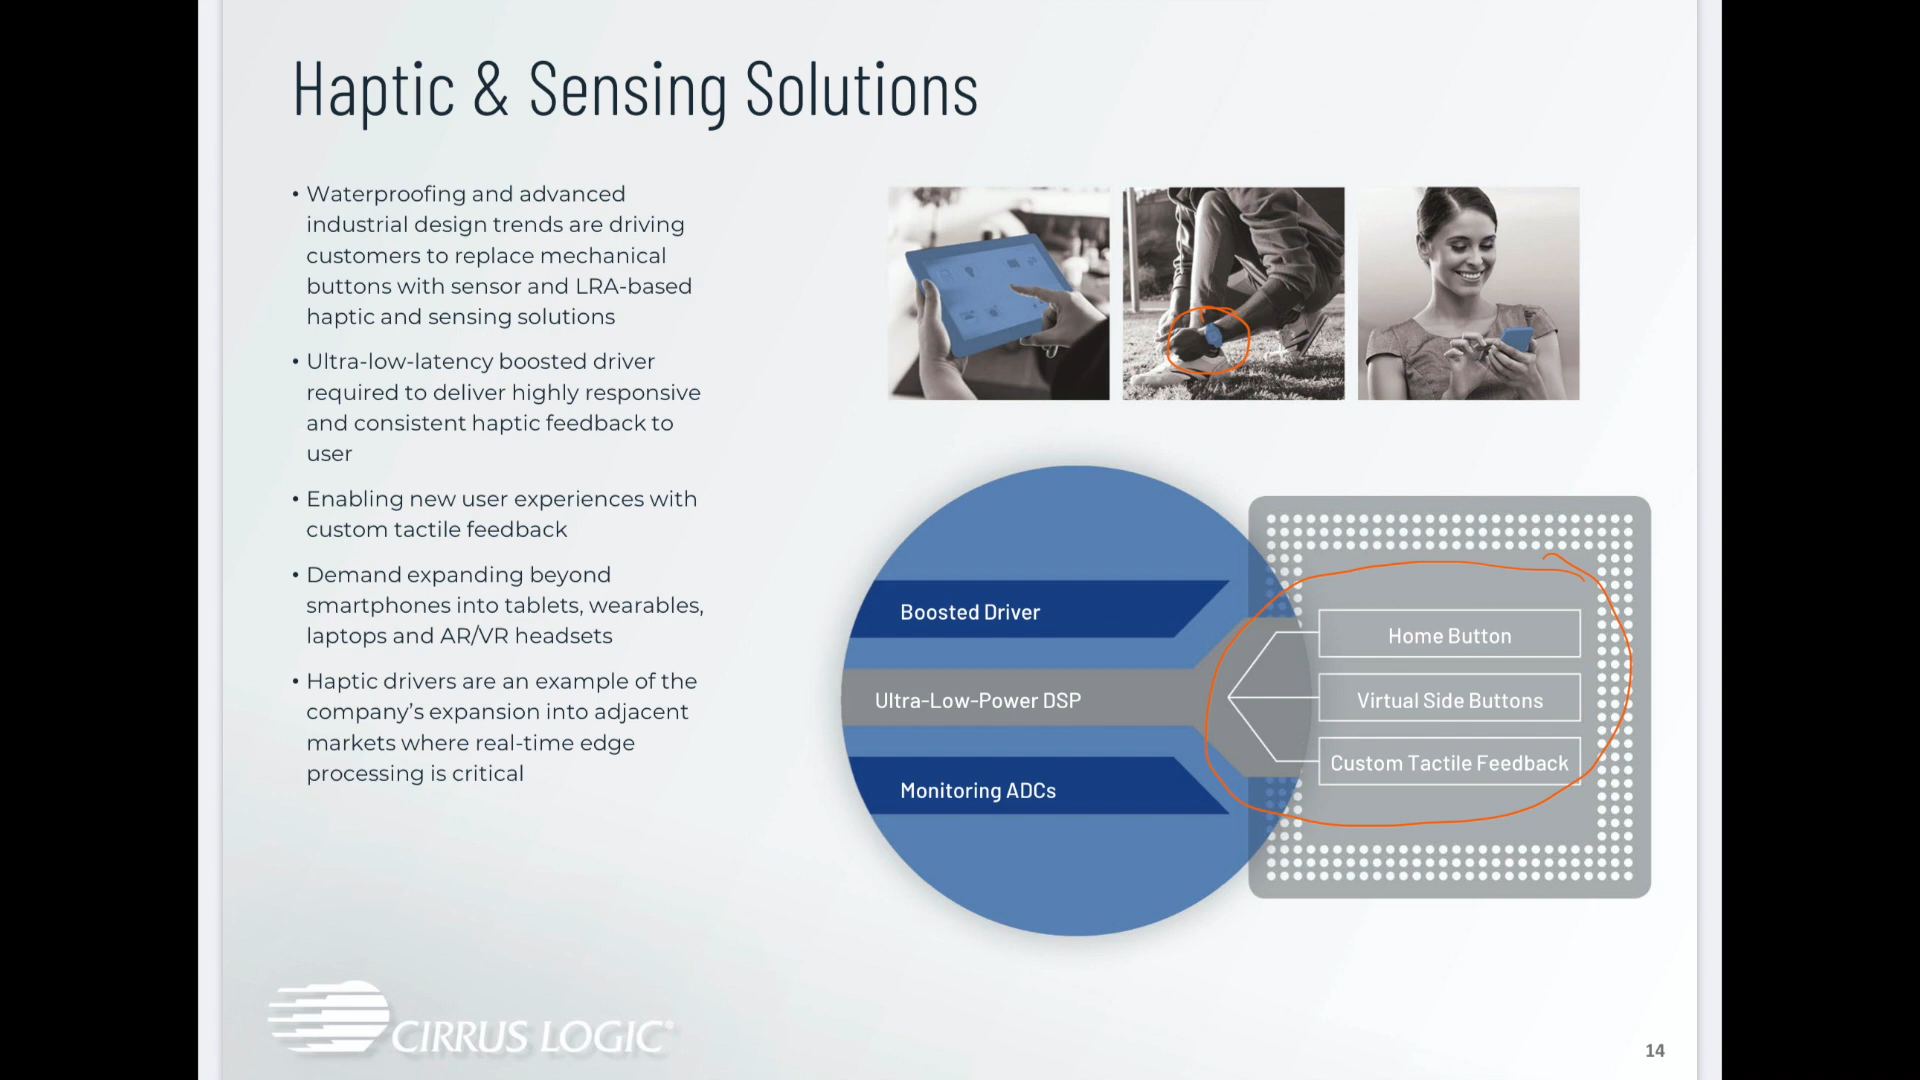 Haptic & Sensing Solutions
• Waterproofing and advanced
industrial design trends are driving
customers to replace mechanical
buttons with sensor and LRA-based
haptic and sensing solutions
• Ultra-low-latency boosted driver
required to deliver highly responsive
and consistent haptic feedback to
user
• Enabling new user experiences with
custom tactile feedback
• Demand expanding beyond
smartphones into tablets, wearables,
laptops and AR/VR headsets
• Haptic drivers are an example of the
company’s expansion into adjacent
markets where real-time edge
processing is critical
Boosted Driver
Ultra-Low-Power DSP
Monitoring ADCs
Home Button
Virtual Side Buttons
Custom Tactile Feedback
CIRRUS LOGIC®
14